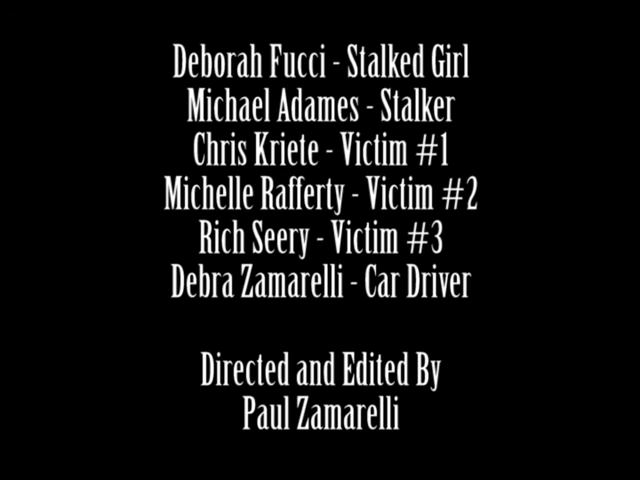 Deborah Fucci - Stalked Girl
Michael Adames - Stalker
Chris Kriete - Victim #1
Michelle Rafferty - Victim #2
Rich Seery - Victim #3
Debra Zamarelli - Car Driver
Directed and Edited By
Paul Zamarelli